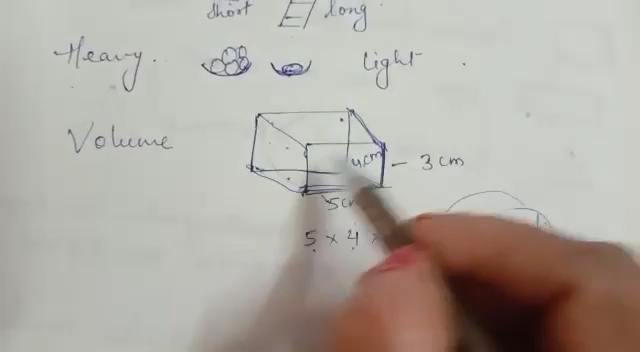 short long
Heavy. Light.
Volume
4cm - 3 cm
5cm
5 x 4 x